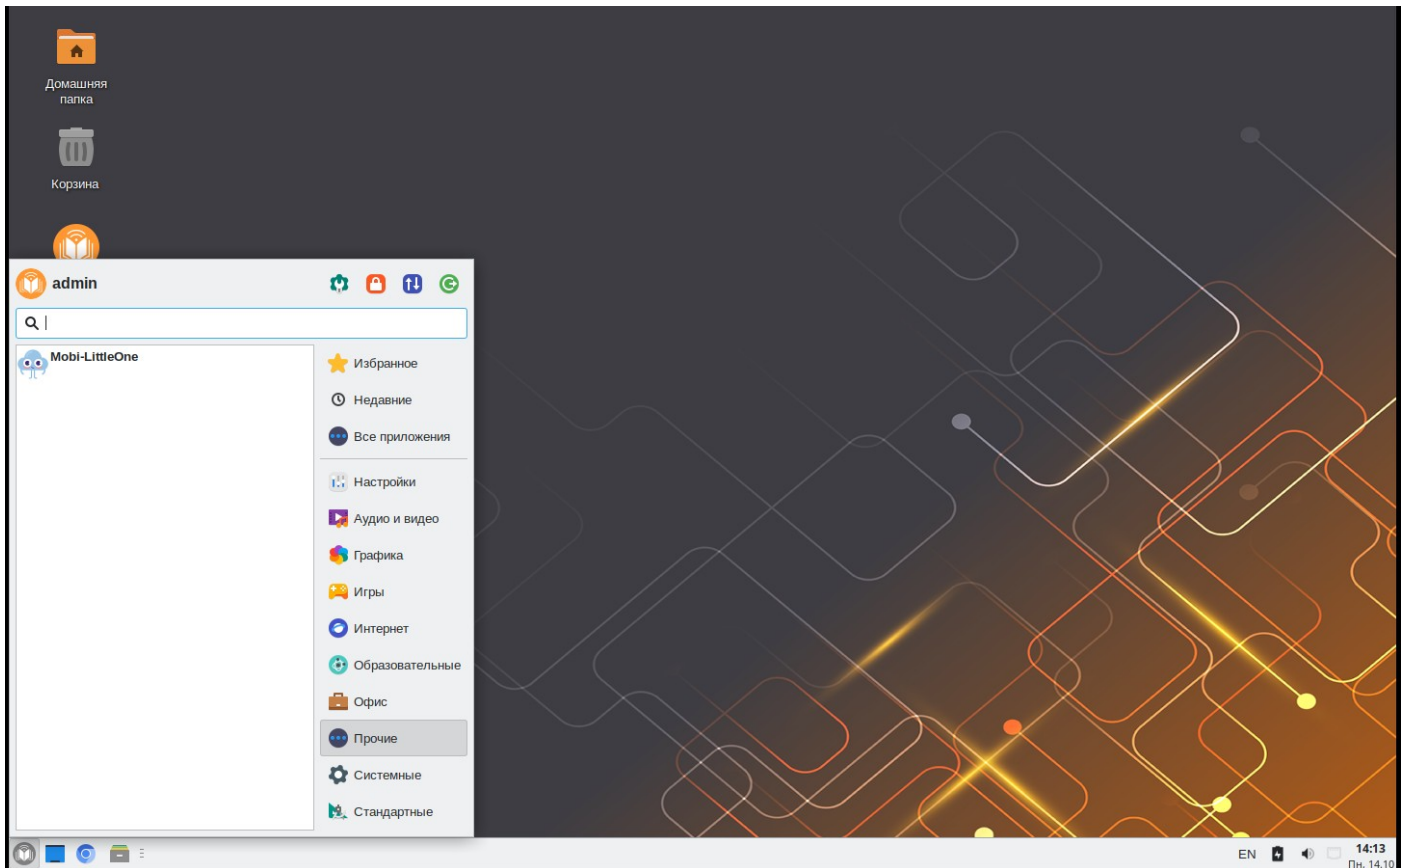 Домашняя
папка
Корзина
admin
Mobi-LittleOne
Избранное
Недавние
Все приложения
Настройки
Аудио и видео
Графика
Игры
Интернет
Образовательные
Офис
Прочие
Системные
Стандартные
EN
14:13
Пн, 14.10